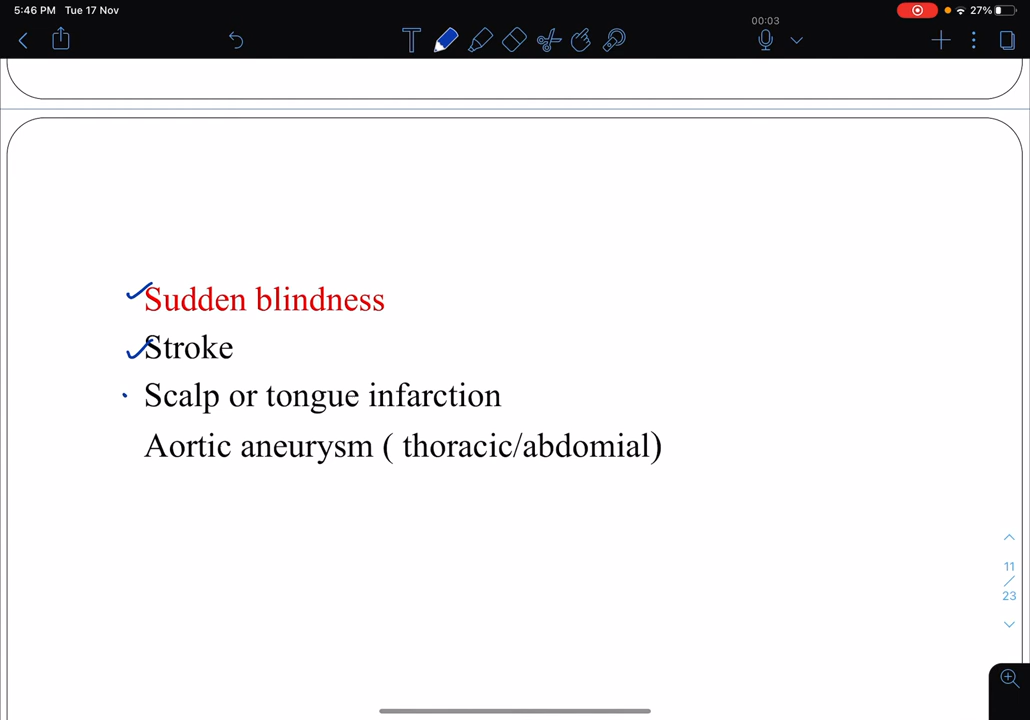 5:46 PM Tue 17 Nov
27%
00:03
T
Sudden blindness
Stroke
Scalp or tongue infarction
Aortic aneurysm ( thoracic/abdomial)
11
23